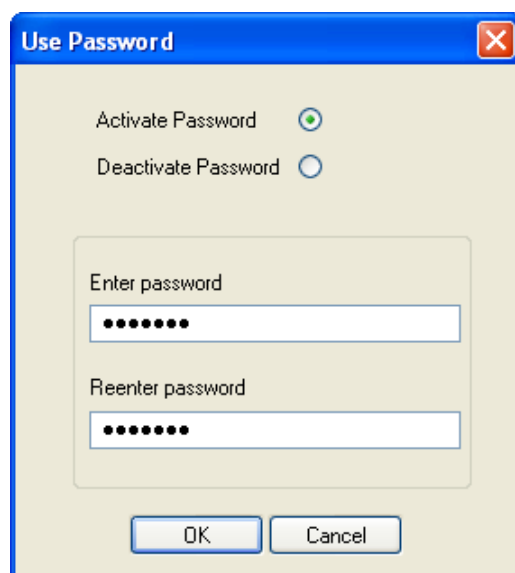 Use Password
Activate Password
Deactivate Password
Enter password
•••••••
Reenter password
•••••••
OK
Cancel